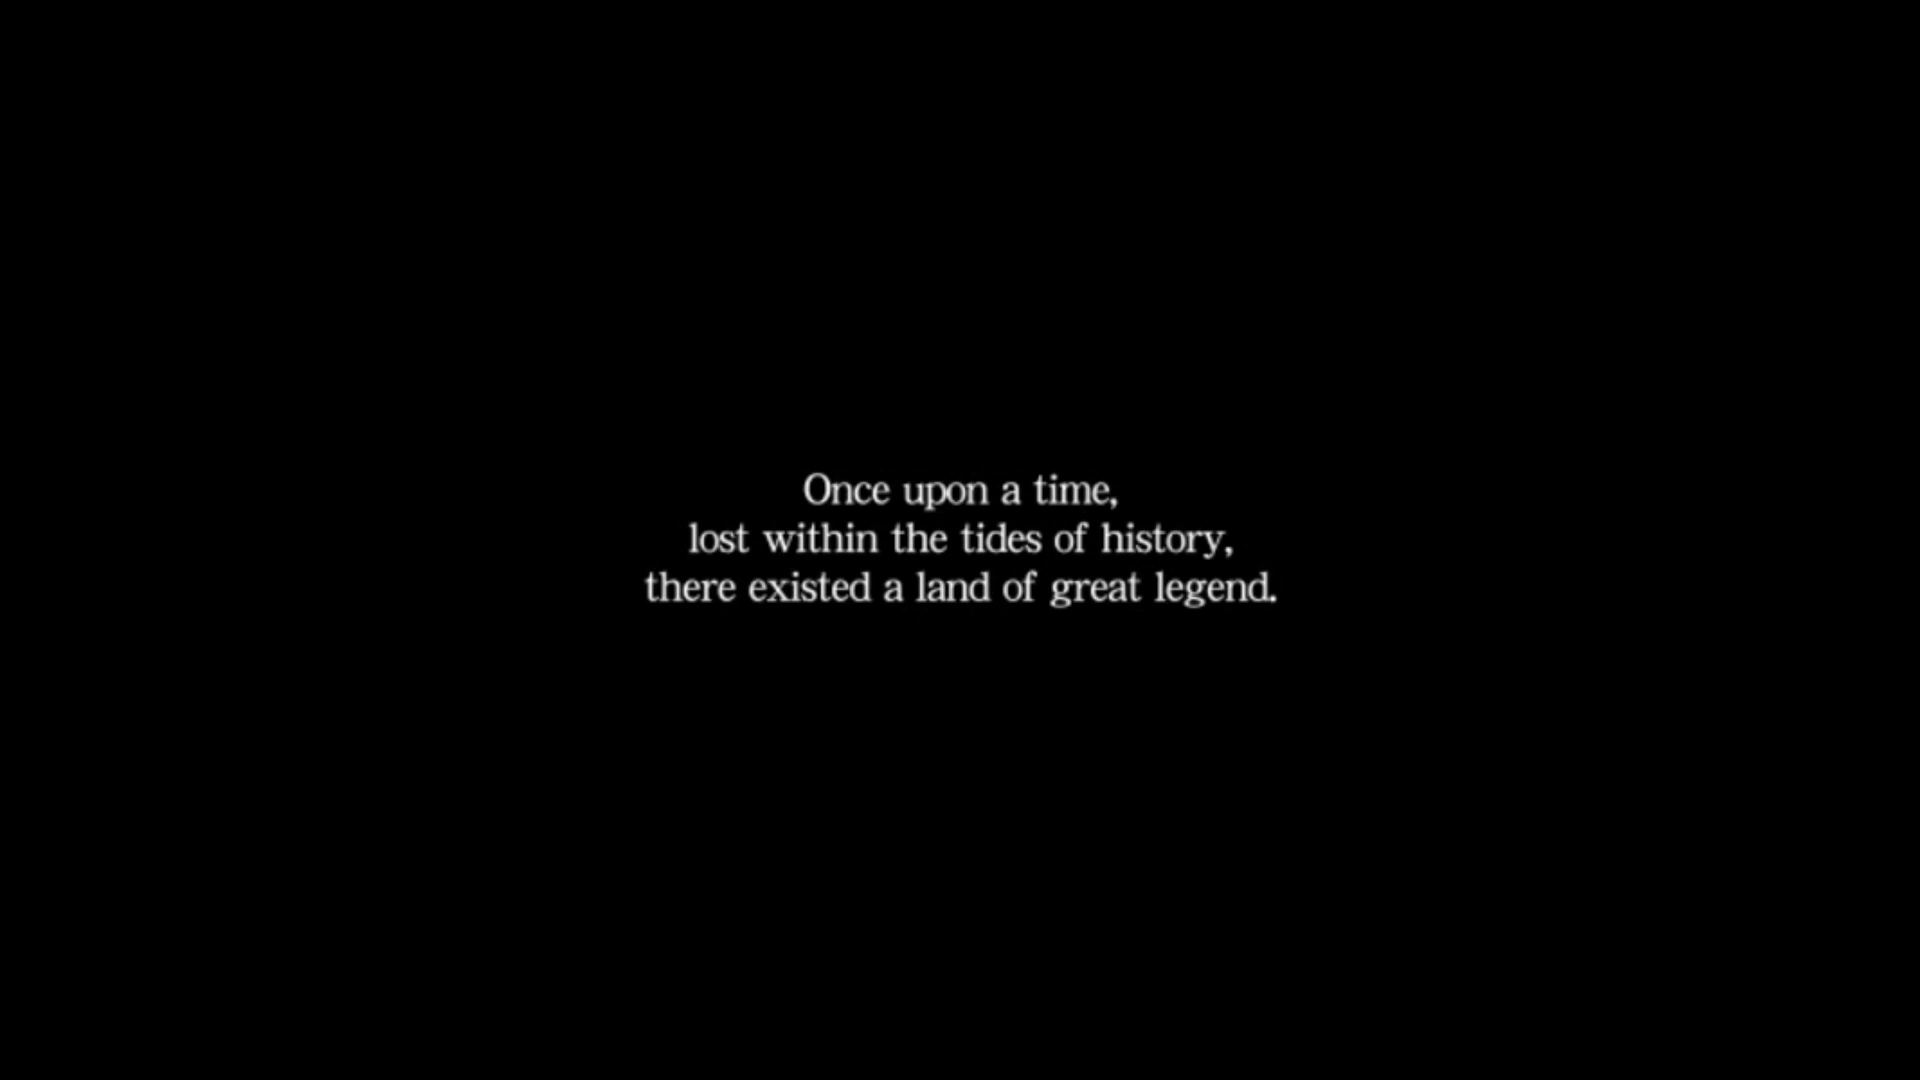 Once upon a time,
lost within the tides of history,
there existed a land of great legend.